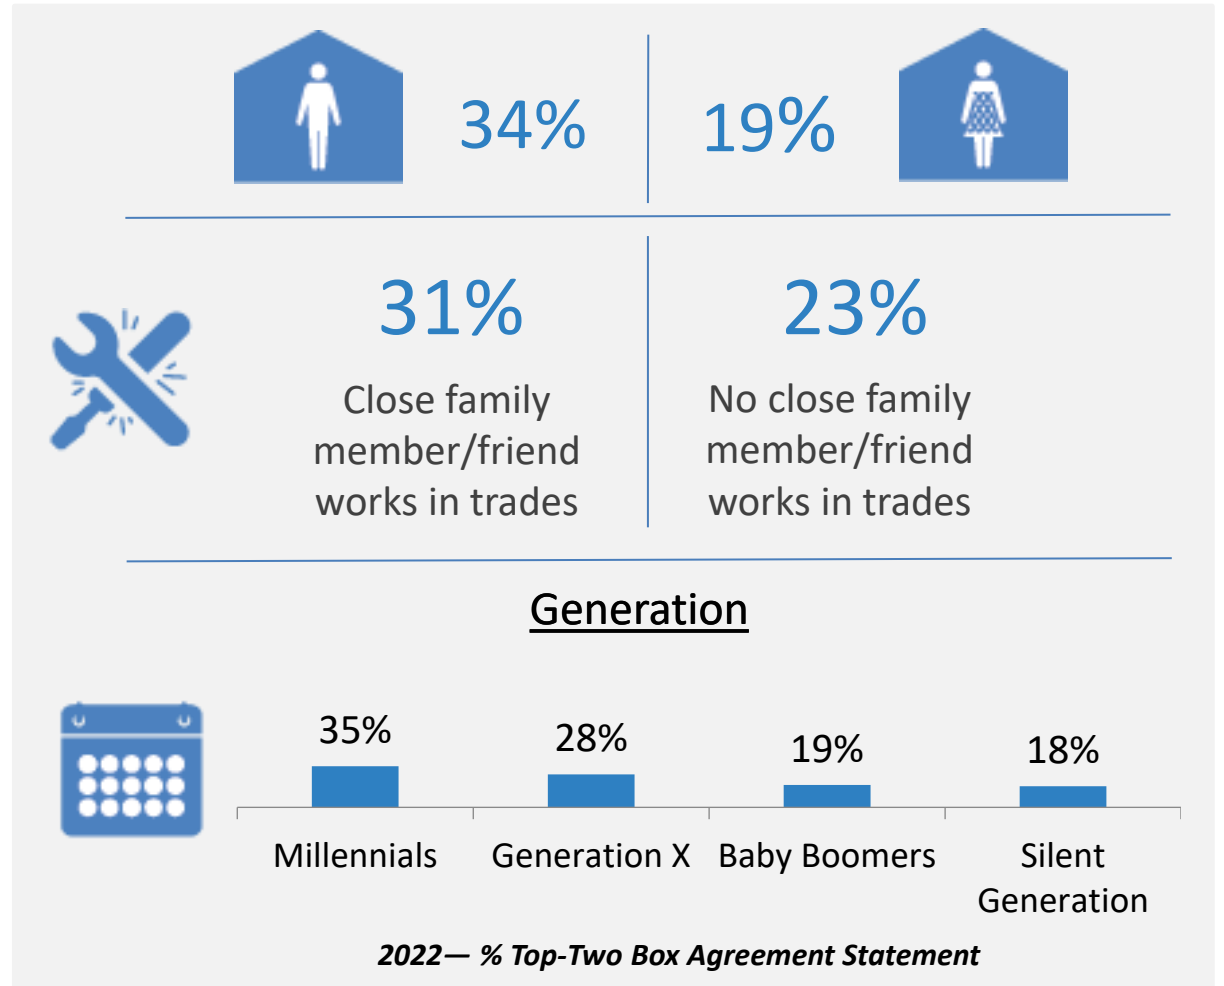 34%
19%
31%
23%
Close family
member/friend
works in trades
No close family
member/friend
works in trades
Generation
35%
28%
19%
18%
Millennials
Generation X
Baby Boomers
Silent
Generation
2022— % Top-Two Box Agreement Statement